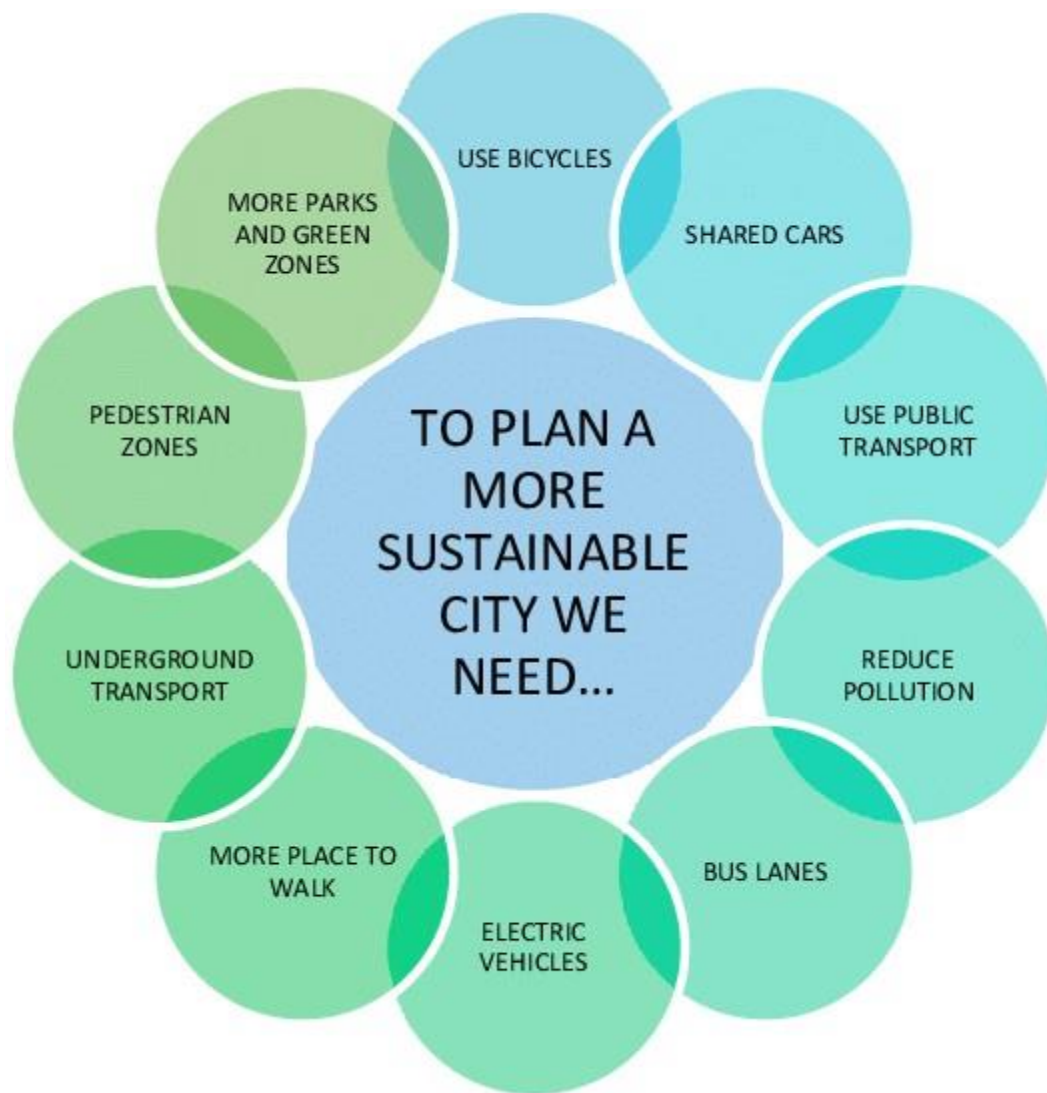 USE BICYCLES
SHARED CARS
USE PUBLIC
TRANSPORT
REDUCE
POLLUTION
BUS LANES
ELECTRIC
VEHICLES
MORE PLACE TO
WALK
UNDERGROUND
TRANSPORT
PEDESTRIAN
ZONES
MORE PARKS
AND GREEN
ZONES
TO PLAN A
MORE
SUSTAINABLE
CITY WE
NEED...